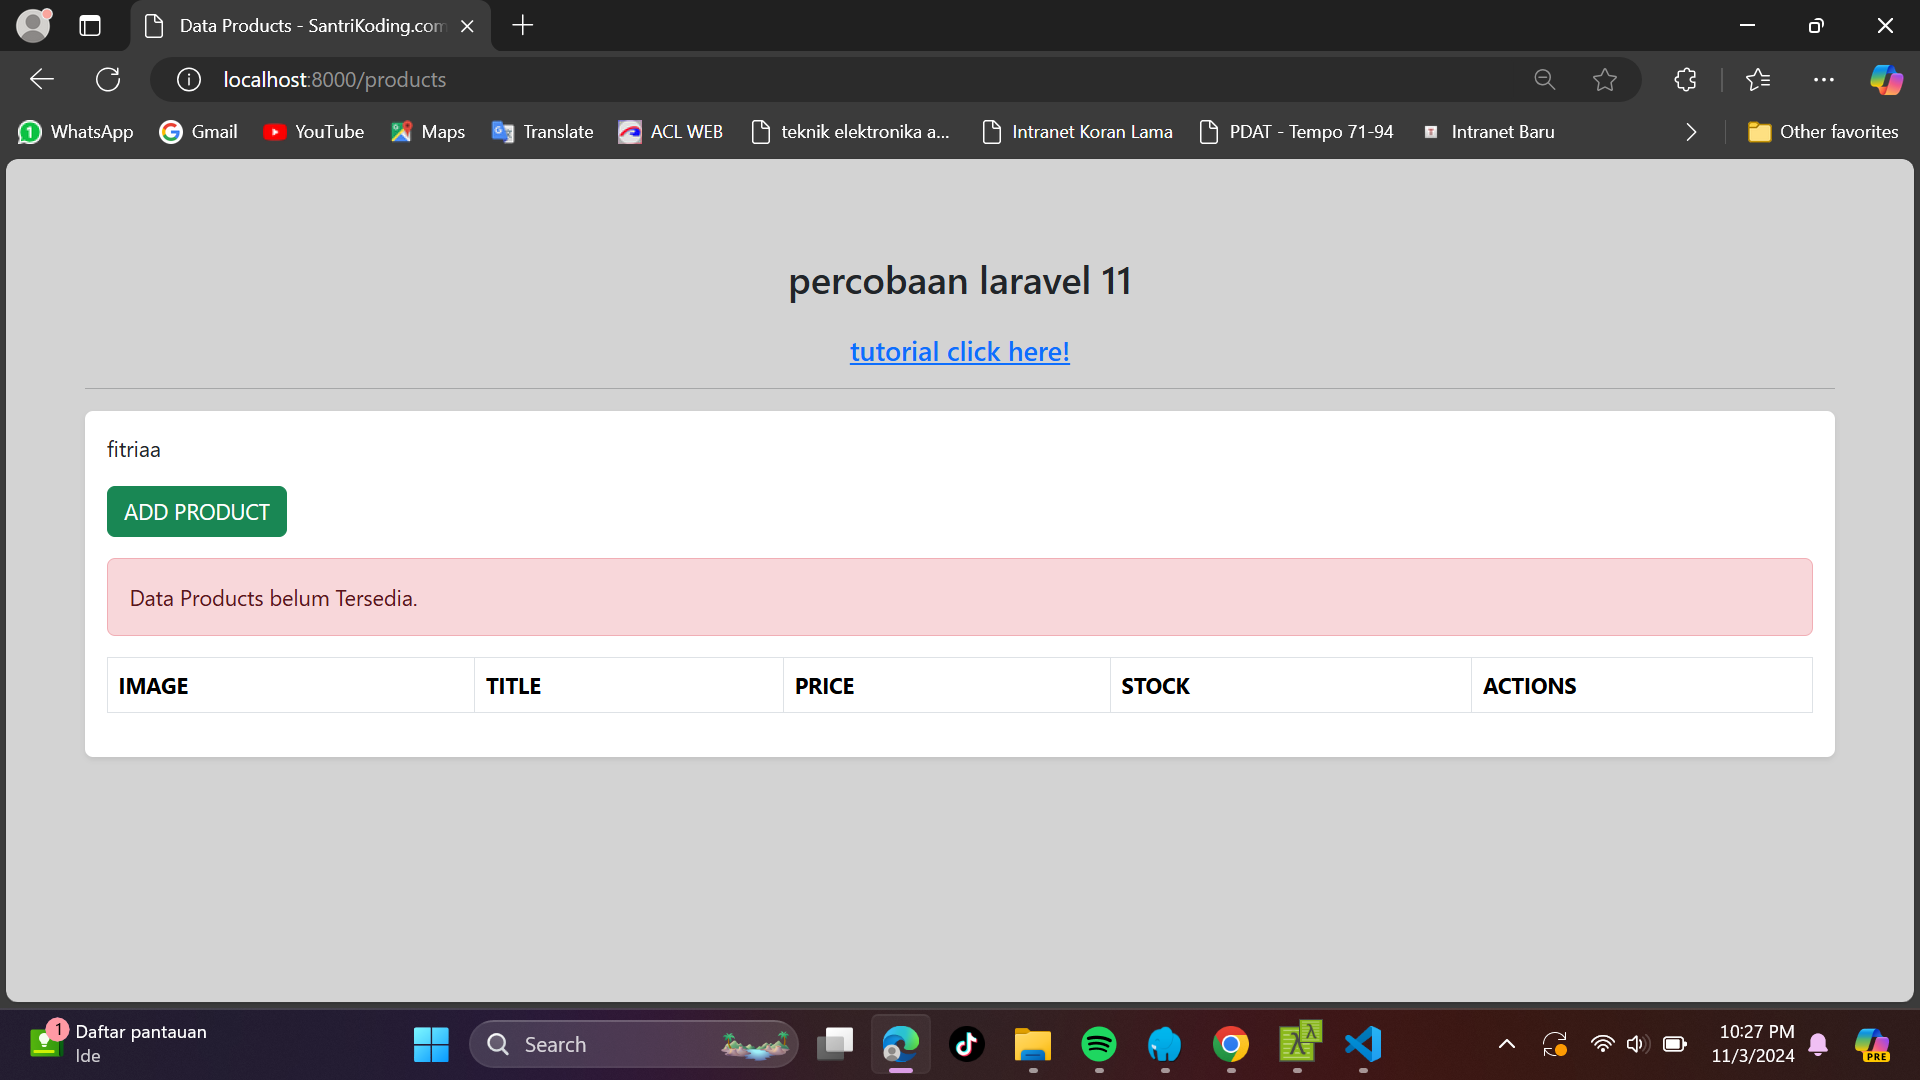 Data Products - SantriKoding.com
localhost:8000/products
WhatsApp Gmail YouTube Maps Translate ACL WEB teknik elektronika a... Intranet Koran Lama PDAT - Tempo 71-94 Intranet Baru Other favorites
percobaan laravel 11
tutorial click here!
fitriaa
ADD PRODUCT
Data Products belum Tersedia.
IMAGE TITLE PRICE STOCK ACTIONS
1 Daftar pantauan
Ide
Search
10:27 PM
11/3/2024
PRE